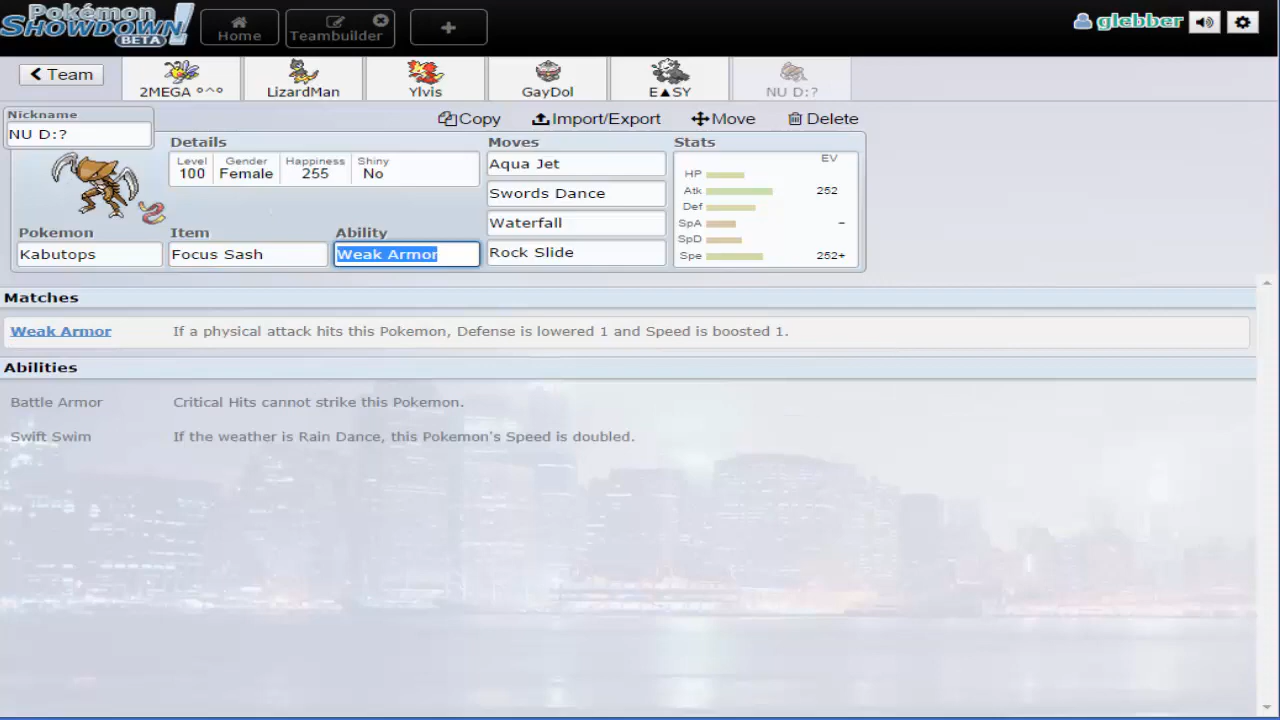 Pokémon
SHOWDOWN!
BETA
Home
Teambuilder
glebber
Team
2MEGA °^°
LizardMan
Ylvis
GayDol
E▲SY
NU D:?
Nickname
NU D:?
Copy
Import/Export
Move
Delete
Details
Level
100
Gender
Female
Happiness
255
Shiny
No
Pokemon
Kabutops
Item
Focus Sash
Ability
Weak Armor
Moves
Aqua Jet
Swords Dance
Waterfall
Rock Slide
Stats
EV
HP
Atk 252
Def
SpA –
SpD
Spe 252+
Matches
Weak Armor If a physical attack hits this Pokemon, Defense is lowered 1 and Speed is boosted 1.
Abilities
Battle Armor Critical Hits cannot strike this Pokemon.
Swift Swim If the weather is Rain Dance, this Pokemon's Speed is doubled.